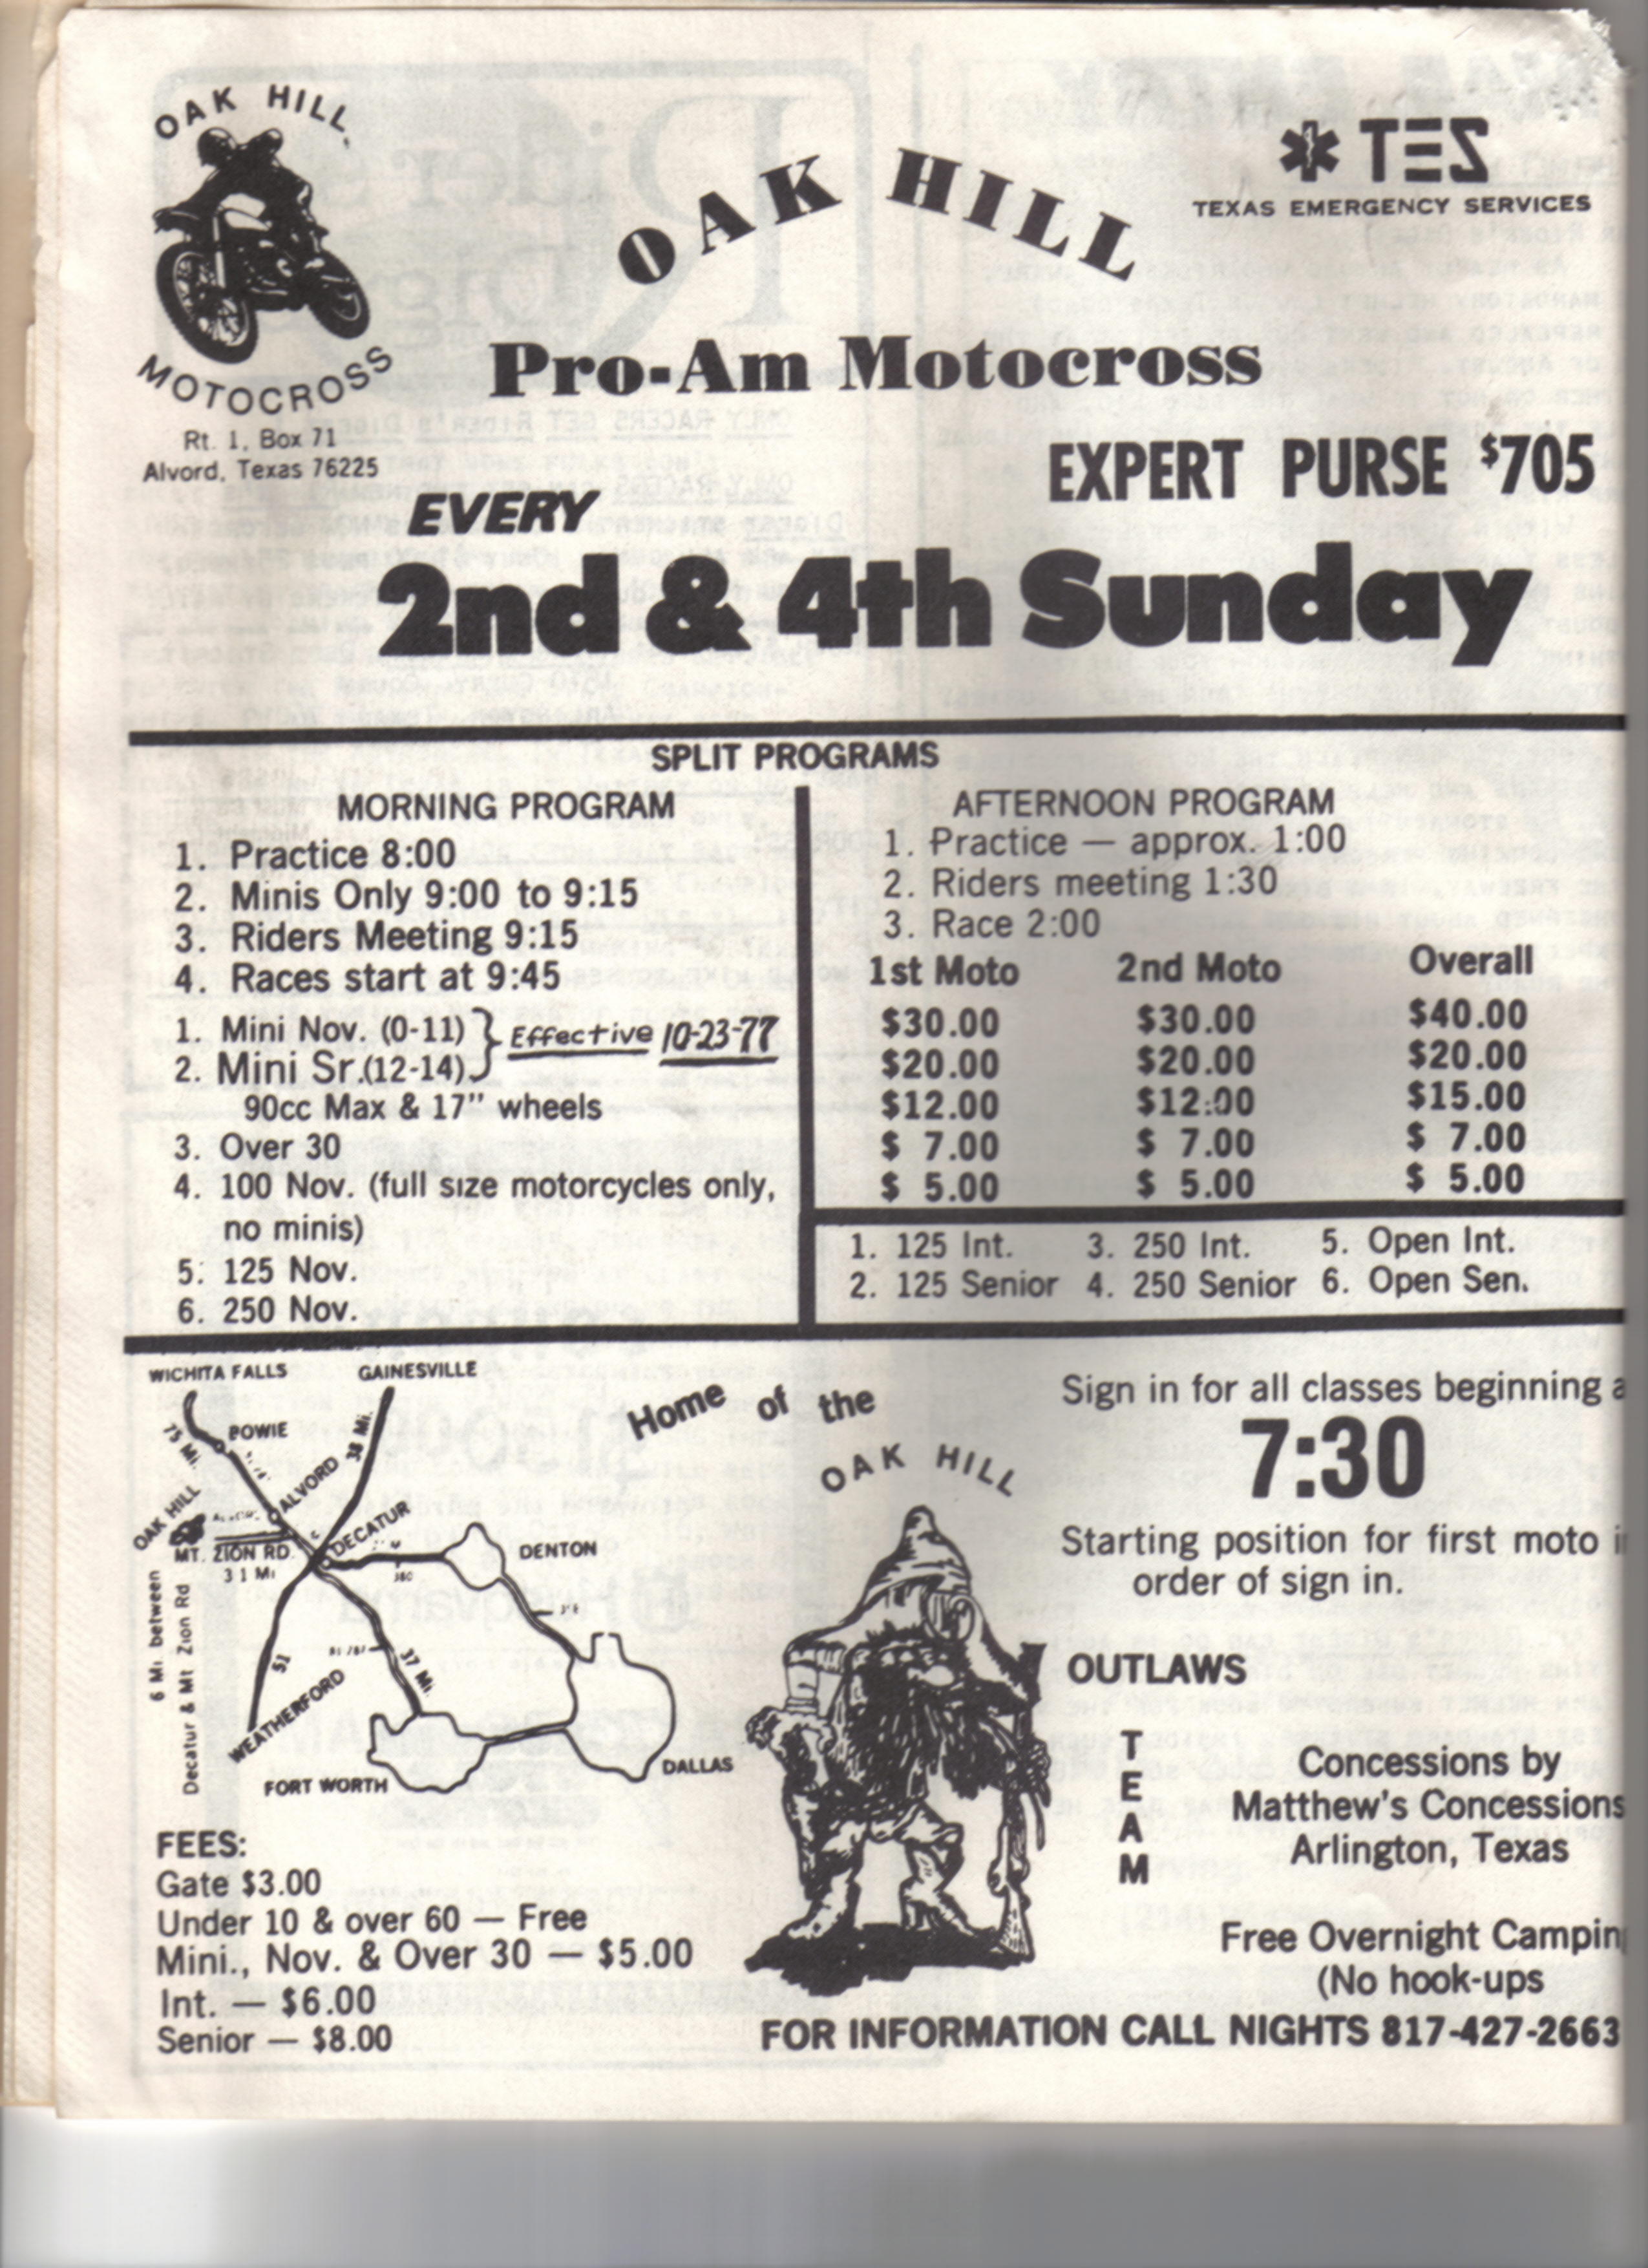 OAK HILL
MOTOCROSS
Rt. 1, Box 71
Alvord, Texas 76225
TES
TEXAS EMERGENCY SERVICES
OAK HILL
Pro-Am Motocross
EXPERT PURSE $705
EVERY
2nd & 4th Sunday
SPLIT PROGRAMS
MORNING PROGRAM
1. Practice 8:00
2. Minis Only 9:00 to 9:15
3. Riders Meeting 9:15
4. Races start at 9:45
1. Mini Nov. (0-11) } Effective 10-23-77
2. Mini Sr.(12-14)
90cc Max & 17” wheels
3. Over 30
4. 100 Nov. (full size motorcycles only,
no minis)
5. 125 Nov.
6. 250 Nov.
AFTERNOON PROGRAM
1. Practice — approx. 1:00
2. Riders meeting 1:30
3. Race 2:00
1st Moto 2nd Moto Overall
$30.00 $30.00 $40.00
$20.00 $20.00 $20.00
$12.00 $12.00 $15.00
$ 7.00 $ 7.00 $ 7.00
$ 5.00 $ 5.00 $ 5.00
1. 125 Int. 3. 250 Int. 5. Open Int.
2. 125 Senior 4. 250 Senior 6. Open Sen.
WICHITA FALLS
GAINESVILLE
75 Mi.
BOWIE
38 Mi.
ALVORD
OAK HILL
DECATUR
MT. ZION RD.
3 1 Mi
DENTON
380
6 Mi. between
Decatur & Mt Zion Rd
51
37 Mi.
WEATHERFORD
FORT WORTH
DALLAS
FEES:
Gate $3.00
Under 10 & over 60 — Free
Mini., Nov. & Over 30 — $5.00
Int. — $6.00
Senior — $8.00
Home of the
OAK HILL
OUTLAWS
TEAM
Sign in for all classes beginning
7:30
Starting position for first moto
order of sign in.
Concessions by
Matthew's Concessions
Arlington, Texas
Free Overnight Campin
(No hook-ups
FOR INFORMATION CALL NIGHTS 817-427-2663